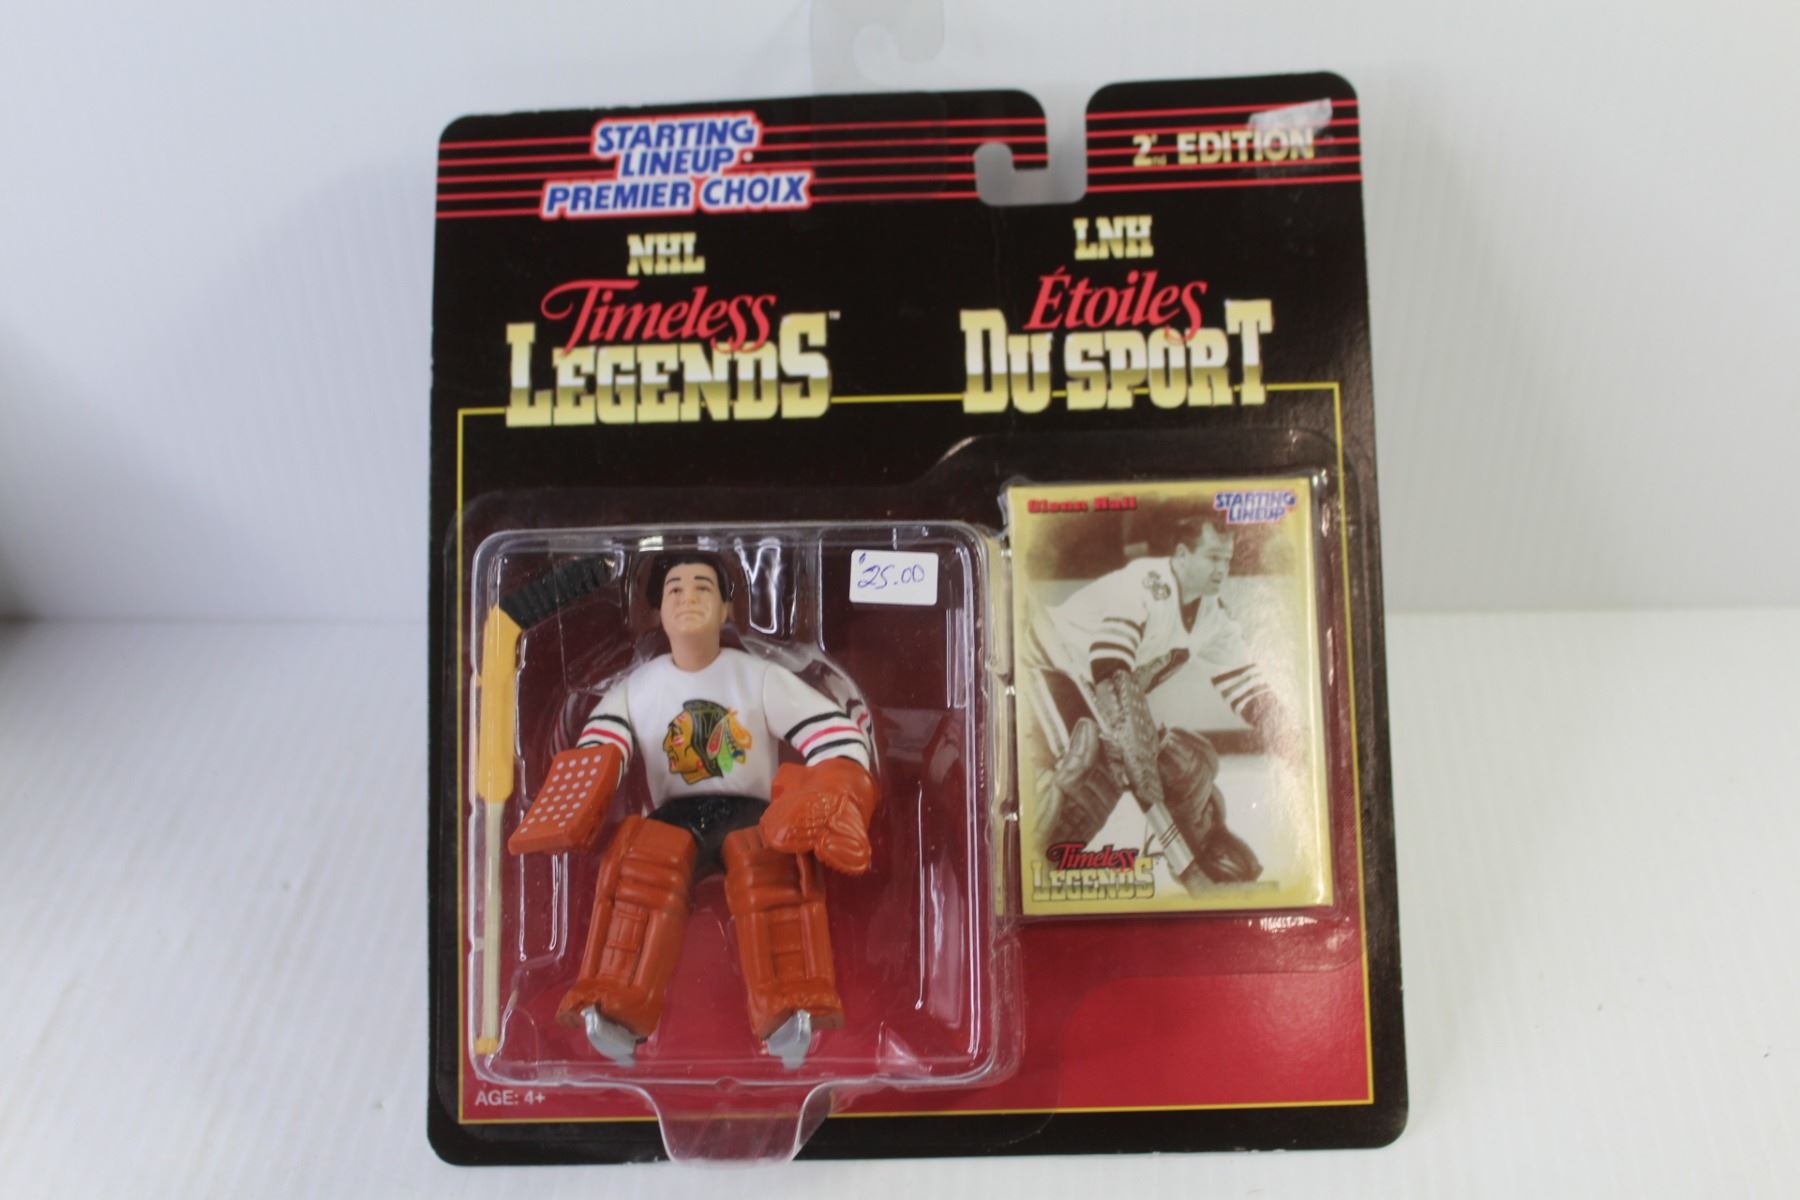 STARTING
LINEUP
PREMIER CHOIX
2nd EDITION
NHL
Timeless
LEGENDS™
LNH
Étoiles
DU SPORT
$25.00
Glenn Hall
STARTING
LINEUP
Timeless
LEGENDS
AGE: 4+